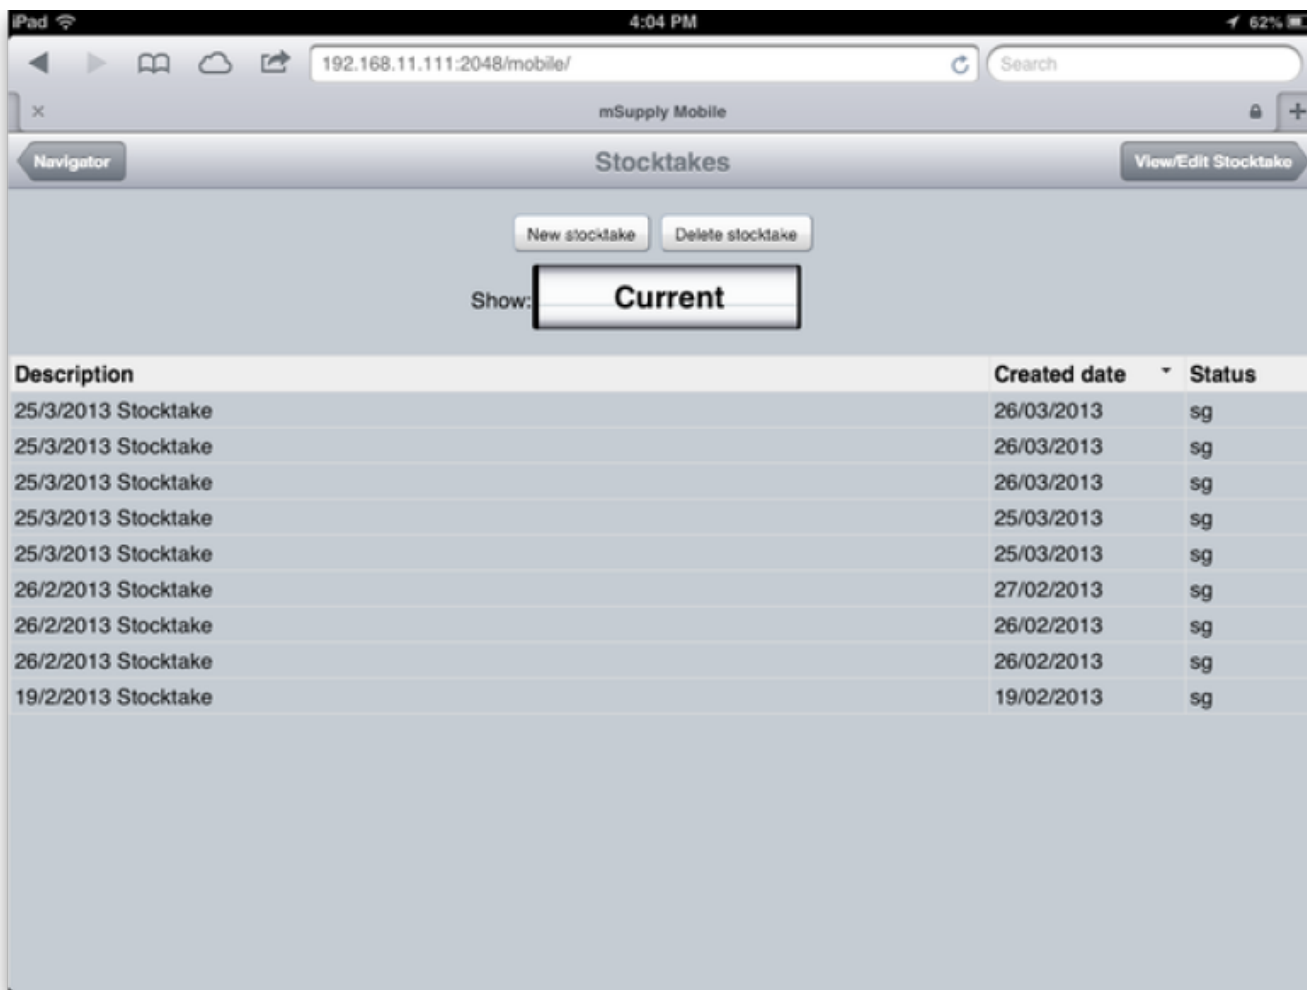 iPad 4:04 PM 62%
192.168.11.111:2048/mobile/ Search
mSupply Mobile
Navigator Stocktakes View/Edit Stocktake
New stocktake Delete stocktake
Show: Current
Description Created date Status
25/3/2013 Stocktake 26/03/2013 sg
25/3/2013 Stocktake 26/03/2013 sg
25/3/2013 Stocktake 26/03/2013 sg
25/3/2013 Stocktake 25/03/2013 sg
25/3/2013 Stocktake 25/03/2013 sg
26/2/2013 Stocktake 27/02/2013 sg
26/2/2013 Stocktake 26/02/2013 sg
26/2/2013 Stocktake 26/02/2013 sg
19/2/2013 Stocktake 19/02/2013 sg